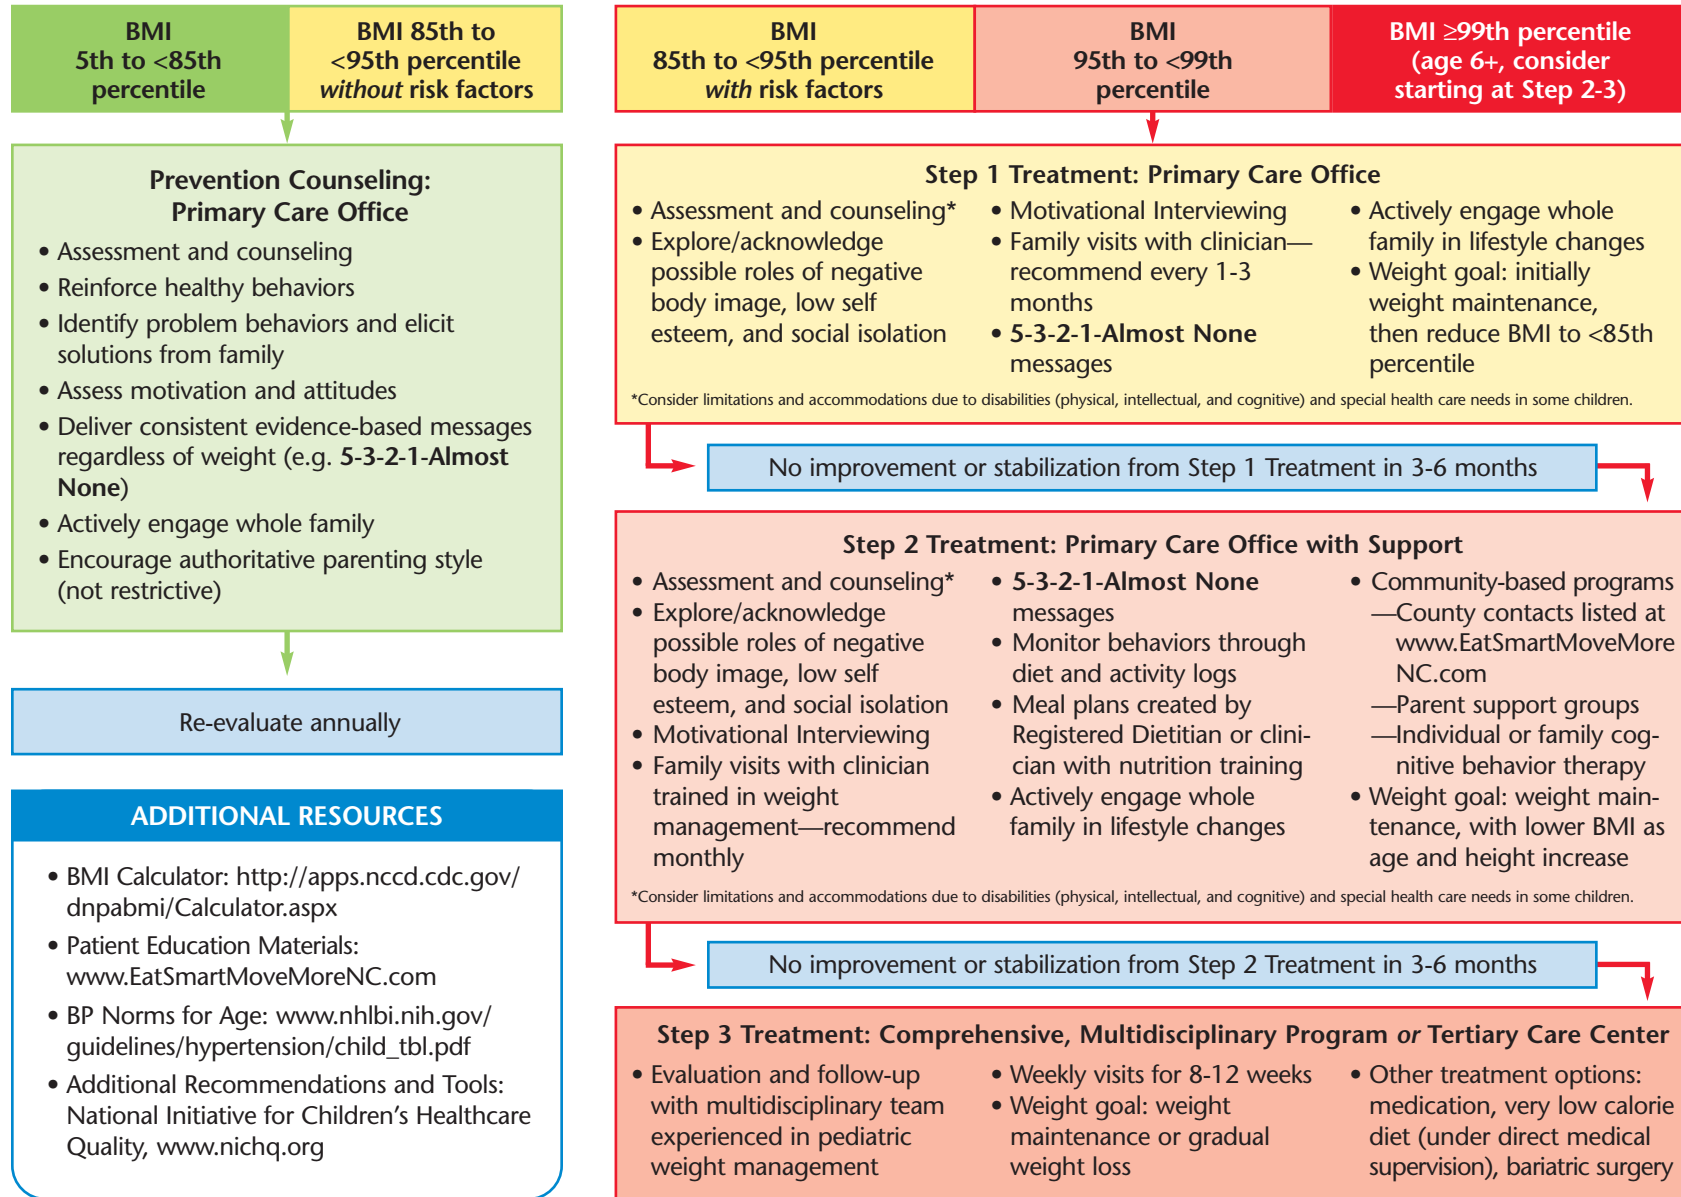 BMI
5th to <85th
percentile
BMI 85th to
<95th percentile
without risk factors
Prevention Counseling:
Primary Care Office
• Assessment and counseling
• Reinforce healthy behaviors
• Identify problem behaviors and elicit
solutions from family
• Assess motivation and attitudes
• Deliver consistent evidence-based messages
regardless of weight (e.g. 5-3-2-1-Almost
None)
• Actively engage whole family
• Encourage authoritative parenting style
(not restrictive)
Re-evaluate annually
ADDITIONAL RESOURCES
• BMI Calculator: http://apps.nccd.cdc.gov/
dnpabmi/Calculator.aspx
• Patient Education Materials:
www.EatSmartMoveMoreNC.com
• BP Norms for Age: www.nhlbi.nih.gov/
guidelines/hypertension/child_tbl.pdf
• Additional Recommendations and Tools:
National Initiative for Children's Healthcare
Quality, www.nichq.org
BMI
85th to <95th percentile
with risk factors
BMI
95th to <99th
percentile
BMI ≥99th percentile
(age 6+, consider
starting at Step 2-3)
Step 1 Treatment: Primary Care Office
• Assessment and counseling*
• Explore/acknowledge
possible roles of negative
body image, low self
esteem, and social isolation
• Motivational Interviewing
• Family visits with clinician—
recommend every 1-3
months
• 5-3-2-1-Almost None
messages
• Actively engage whole
family in lifestyle changes
• Weight goal: initially
weight maintenance,
then reduce BMI to <85th
percentile
*Consider limitations and accommodations due to disabilities (physical, intellectual, and cognitive) and special health care needs in some children.
No improvement or stabilization from Step 1 Treatment in 3-6 months
Step 2 Treatment: Primary Care Office with Support
• Assessment and counseling*
• Explore/acknowledge
possible roles of negative
body image, low self
esteem, and social isolation
• Motivational Interviewing
• Family visits with clinician
trained in weight
management—recommend
monthly
• 5-3-2-1-Almost None
messages
• Monitor behaviors through
diet and activity logs
• Meal plans created by
Registered Dietitian or clini-
cian with nutrition training
• Actively engage whole
family in lifestyle changes
• Community-based programs
—County contacts listed at
www.EatSmartMoveMore
NC.com
—Parent support groups
—Individual or family cog-
nitive behavior therapy
• Weight goal: weight main-
tenance, with lower BMI as
age and height increase
*Consider limitations and accommodations due to disabilities (physical, intellectual, and cognitive) and special health care needs in some children.
No improvement or stabilization from Step 2 Treatment in 3-6 months
Step 3 Treatment: Comprehensive, Multidisciplinary Program or Tertiary Care Center
• Evaluation and follow-up
with multidisciplinary team
experienced in pediatric
weight management
• Weekly visits for 8-12 weeks
• Weight goal: weight
maintenance or gradual
weight loss
• Other treatment options:
medication, very low calorie
diet (under direct medical
supervision), bariatric surgery